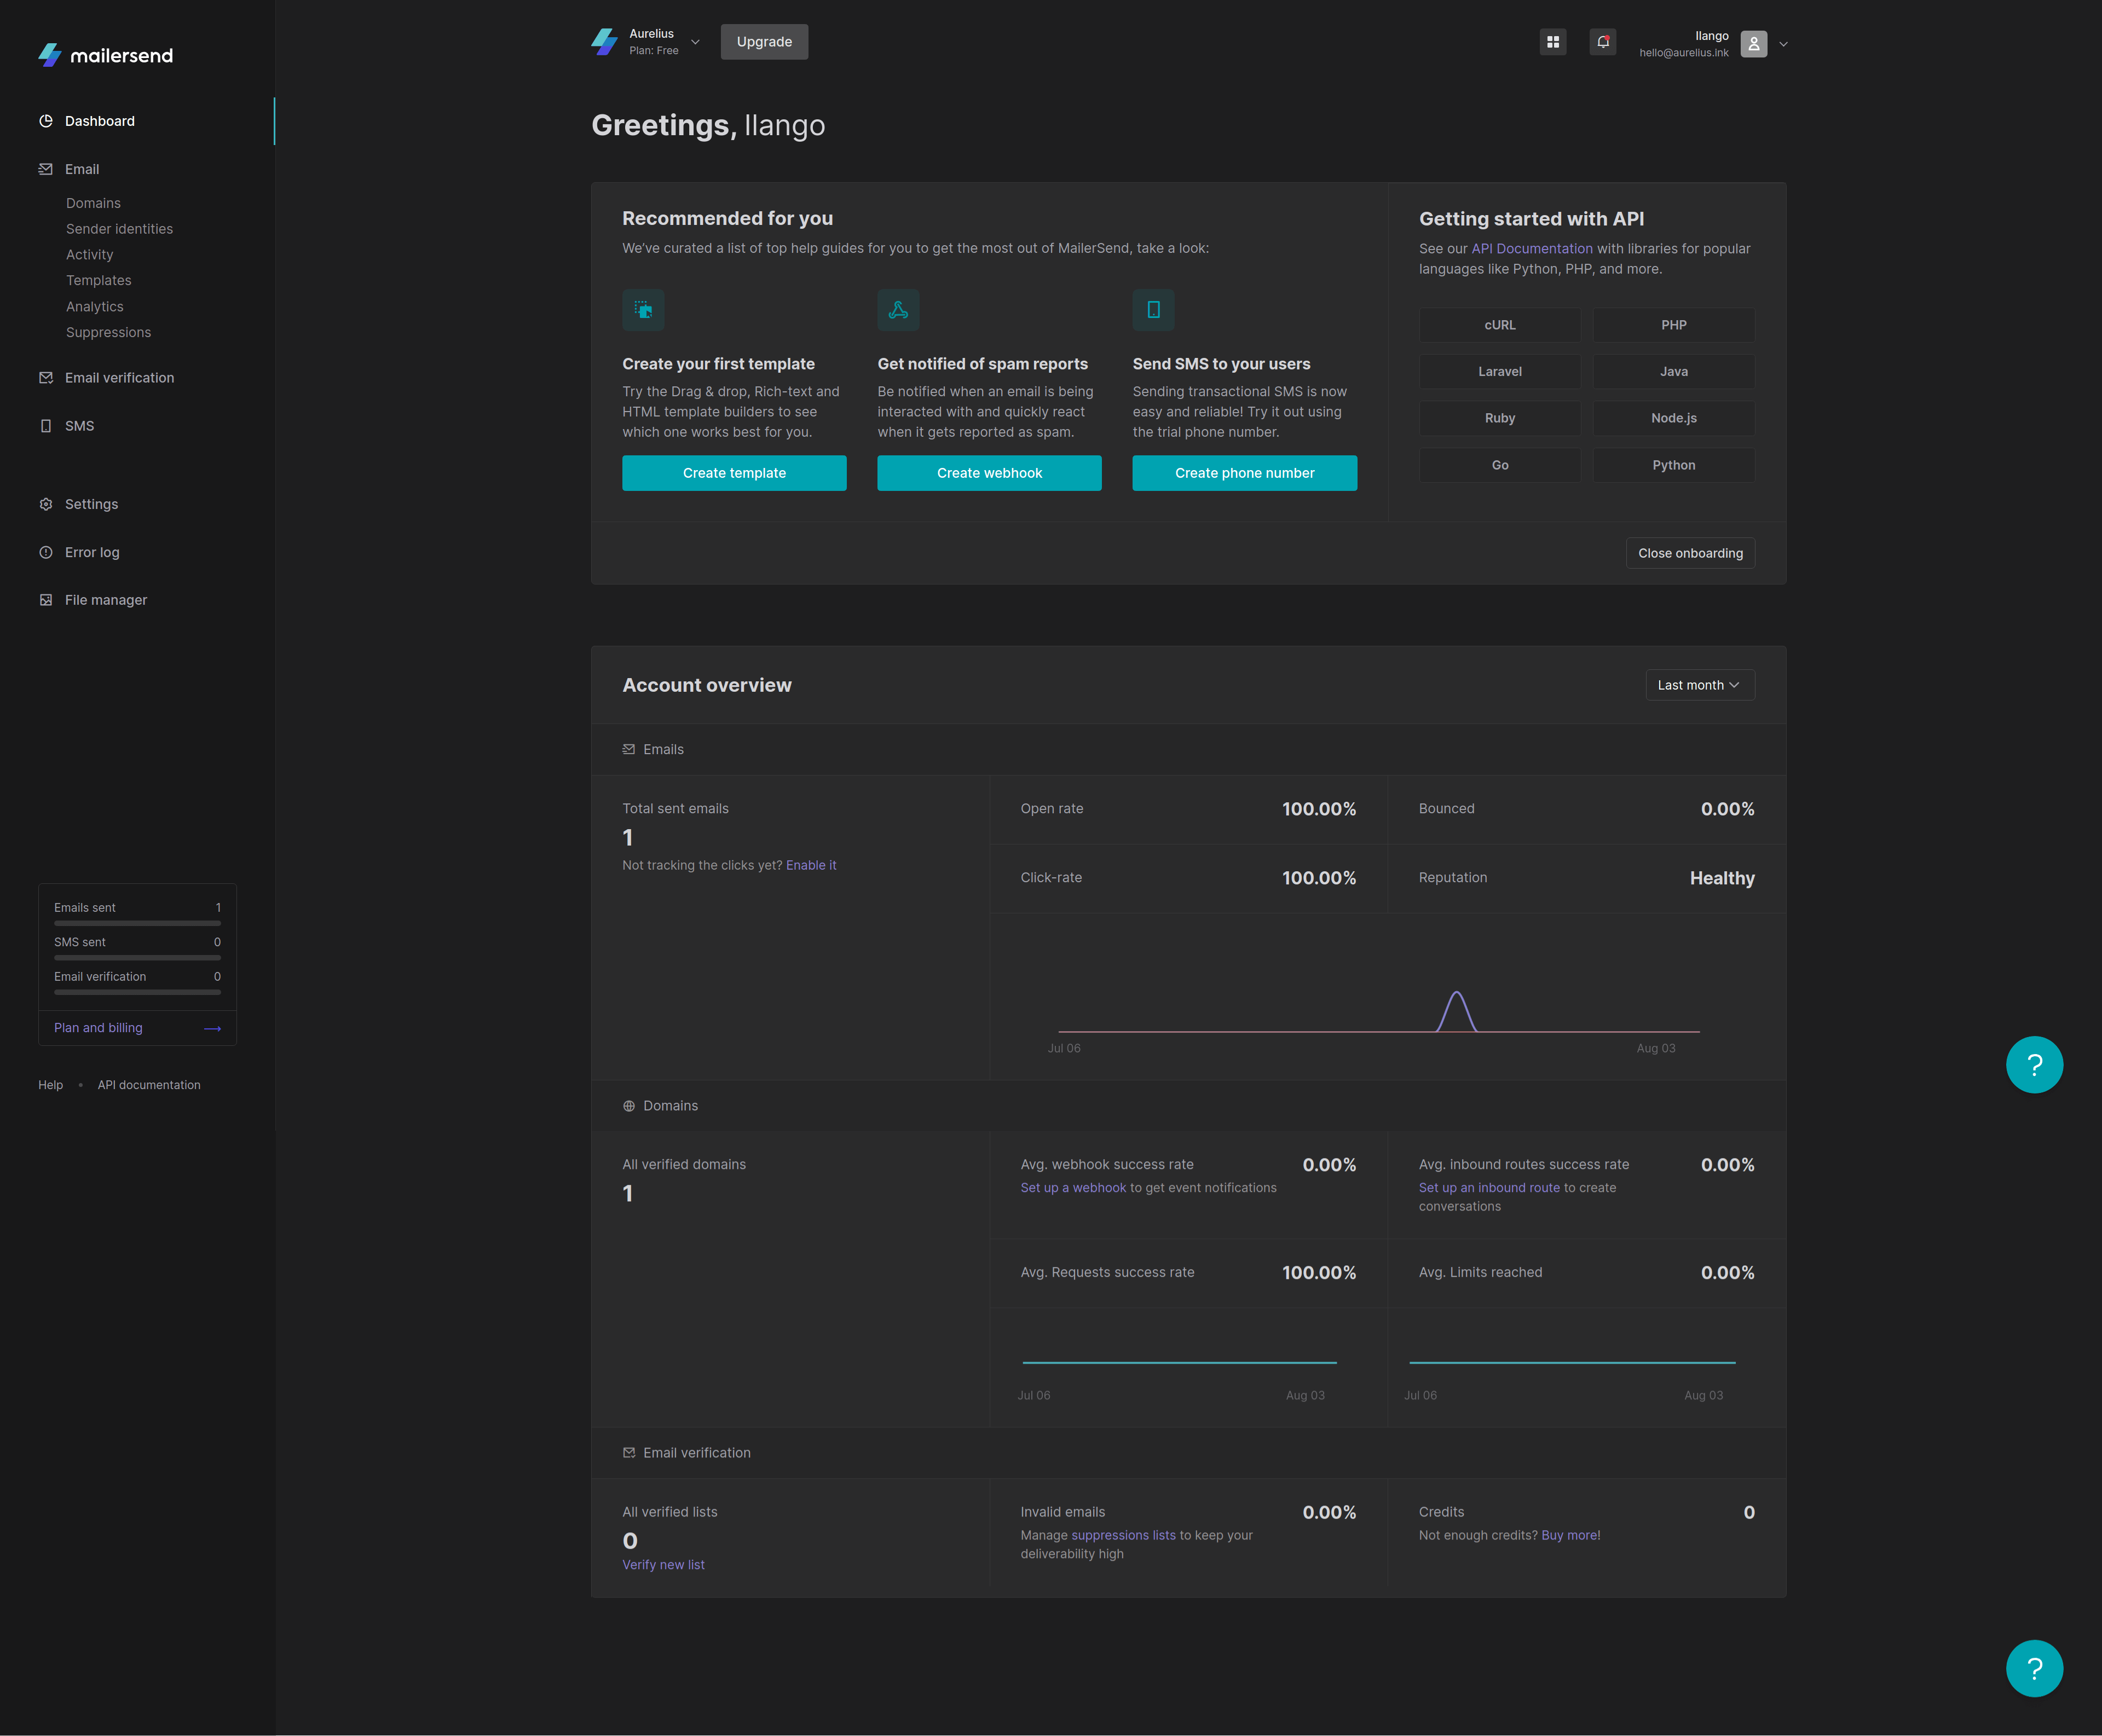 mailersend
Dashboard
Email
Domains
Sender identities
Activity
Templates
Analytics
Suppressions
Email verification
SMS
Settings
Error log
File manager
Emails sent 1
SMS sent 0
Email verification 0
Plan and billing
Help • API documentation
Aurelius
Plan: Free
Upgrade
Ilango
hello@aurelius.ink
Greetings, Ilango
Recommended for you
We've curated a list of top help guides for you to get the most out of MailerSend, take a look:
Create your first template
Try the Drag & drop, Rich-text and
HTML template builders to see
which one works best for you.
Create template
Get notified of spam reports
Be notified when an email is being
interacted with and quickly react
when it gets reported as spam.
Create webhook
Send SMS to your users
Sending transactional SMS is now
easy and reliable! Try it out using
the trial phone number.
Create phone number
Getting started with API
See our API Documentation with libraries for popular
languages like Python, PHP, and more.
cURL PHP
Laravel Java
Ruby Node.js
Go Python
Close onboarding
Account overview
Last month
Emails
Total sent emails
1
Not tracking the clicks yet? Enable it
Open rate 100.00%
Bounced 0.00%
Click-rate 100.00%
Reputation Healthy
Jul 06 Aug 03
Domains
All verified domains
1
Avg. webhook success rate 0.00%
Set up a webhook to get event notifications
Avg. inbound routes success rate 0.00%
Set up an inbound route to create
conversations
Avg. Requests success rate 100.00%
Avg. Limits reached 0.00%
Jul 06 Aug 03
Jul 06 Aug 03
Email verification
All verified lists
0
Verify new list
Invalid emails 0.00%
Manage suppressions lists to keep your
deliverability high
Credits 0
Not enough credits? Buy more!
?
?